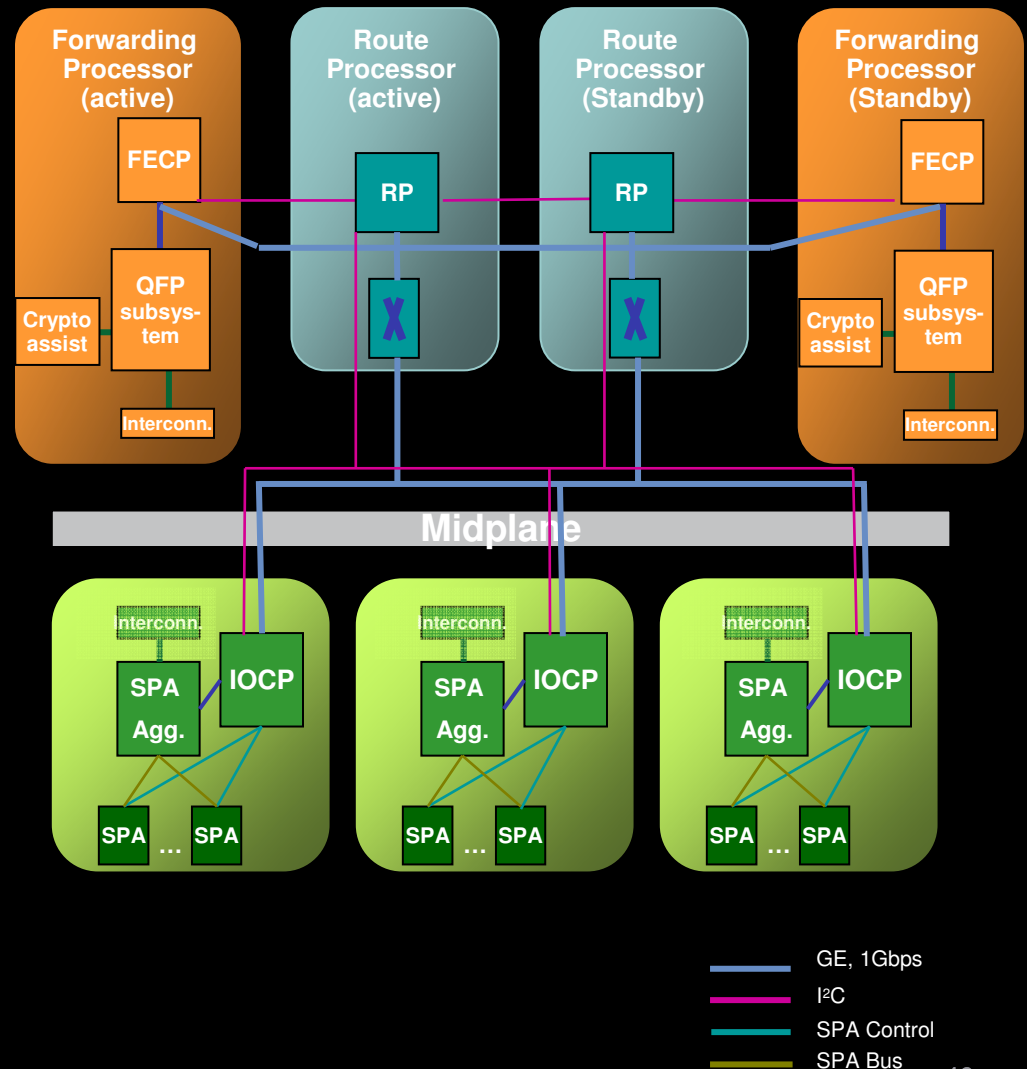 Forwarding
Processor
(active)
Route
Processor
(active)
Route
Processor
(Standby)
Forwarding
Processor
(Standby)
FECP
RP
RP
FECP
QFP
subsys-
tem
Crypto
assist
Interconn.
QFP
subsys-
tem
Crypto
assist
Interconn.
Midplane
Interconn.
SPA
Agg.
IOCP
SPA
...
SPA
Interconn.
SPA
Agg.
IOCP
SPA
...
SPA
Interconn.
SPA
Agg.
IOCP
SPA
...
SPA
GE, 1Gbps
I²C
SPA Control
SPA Bus